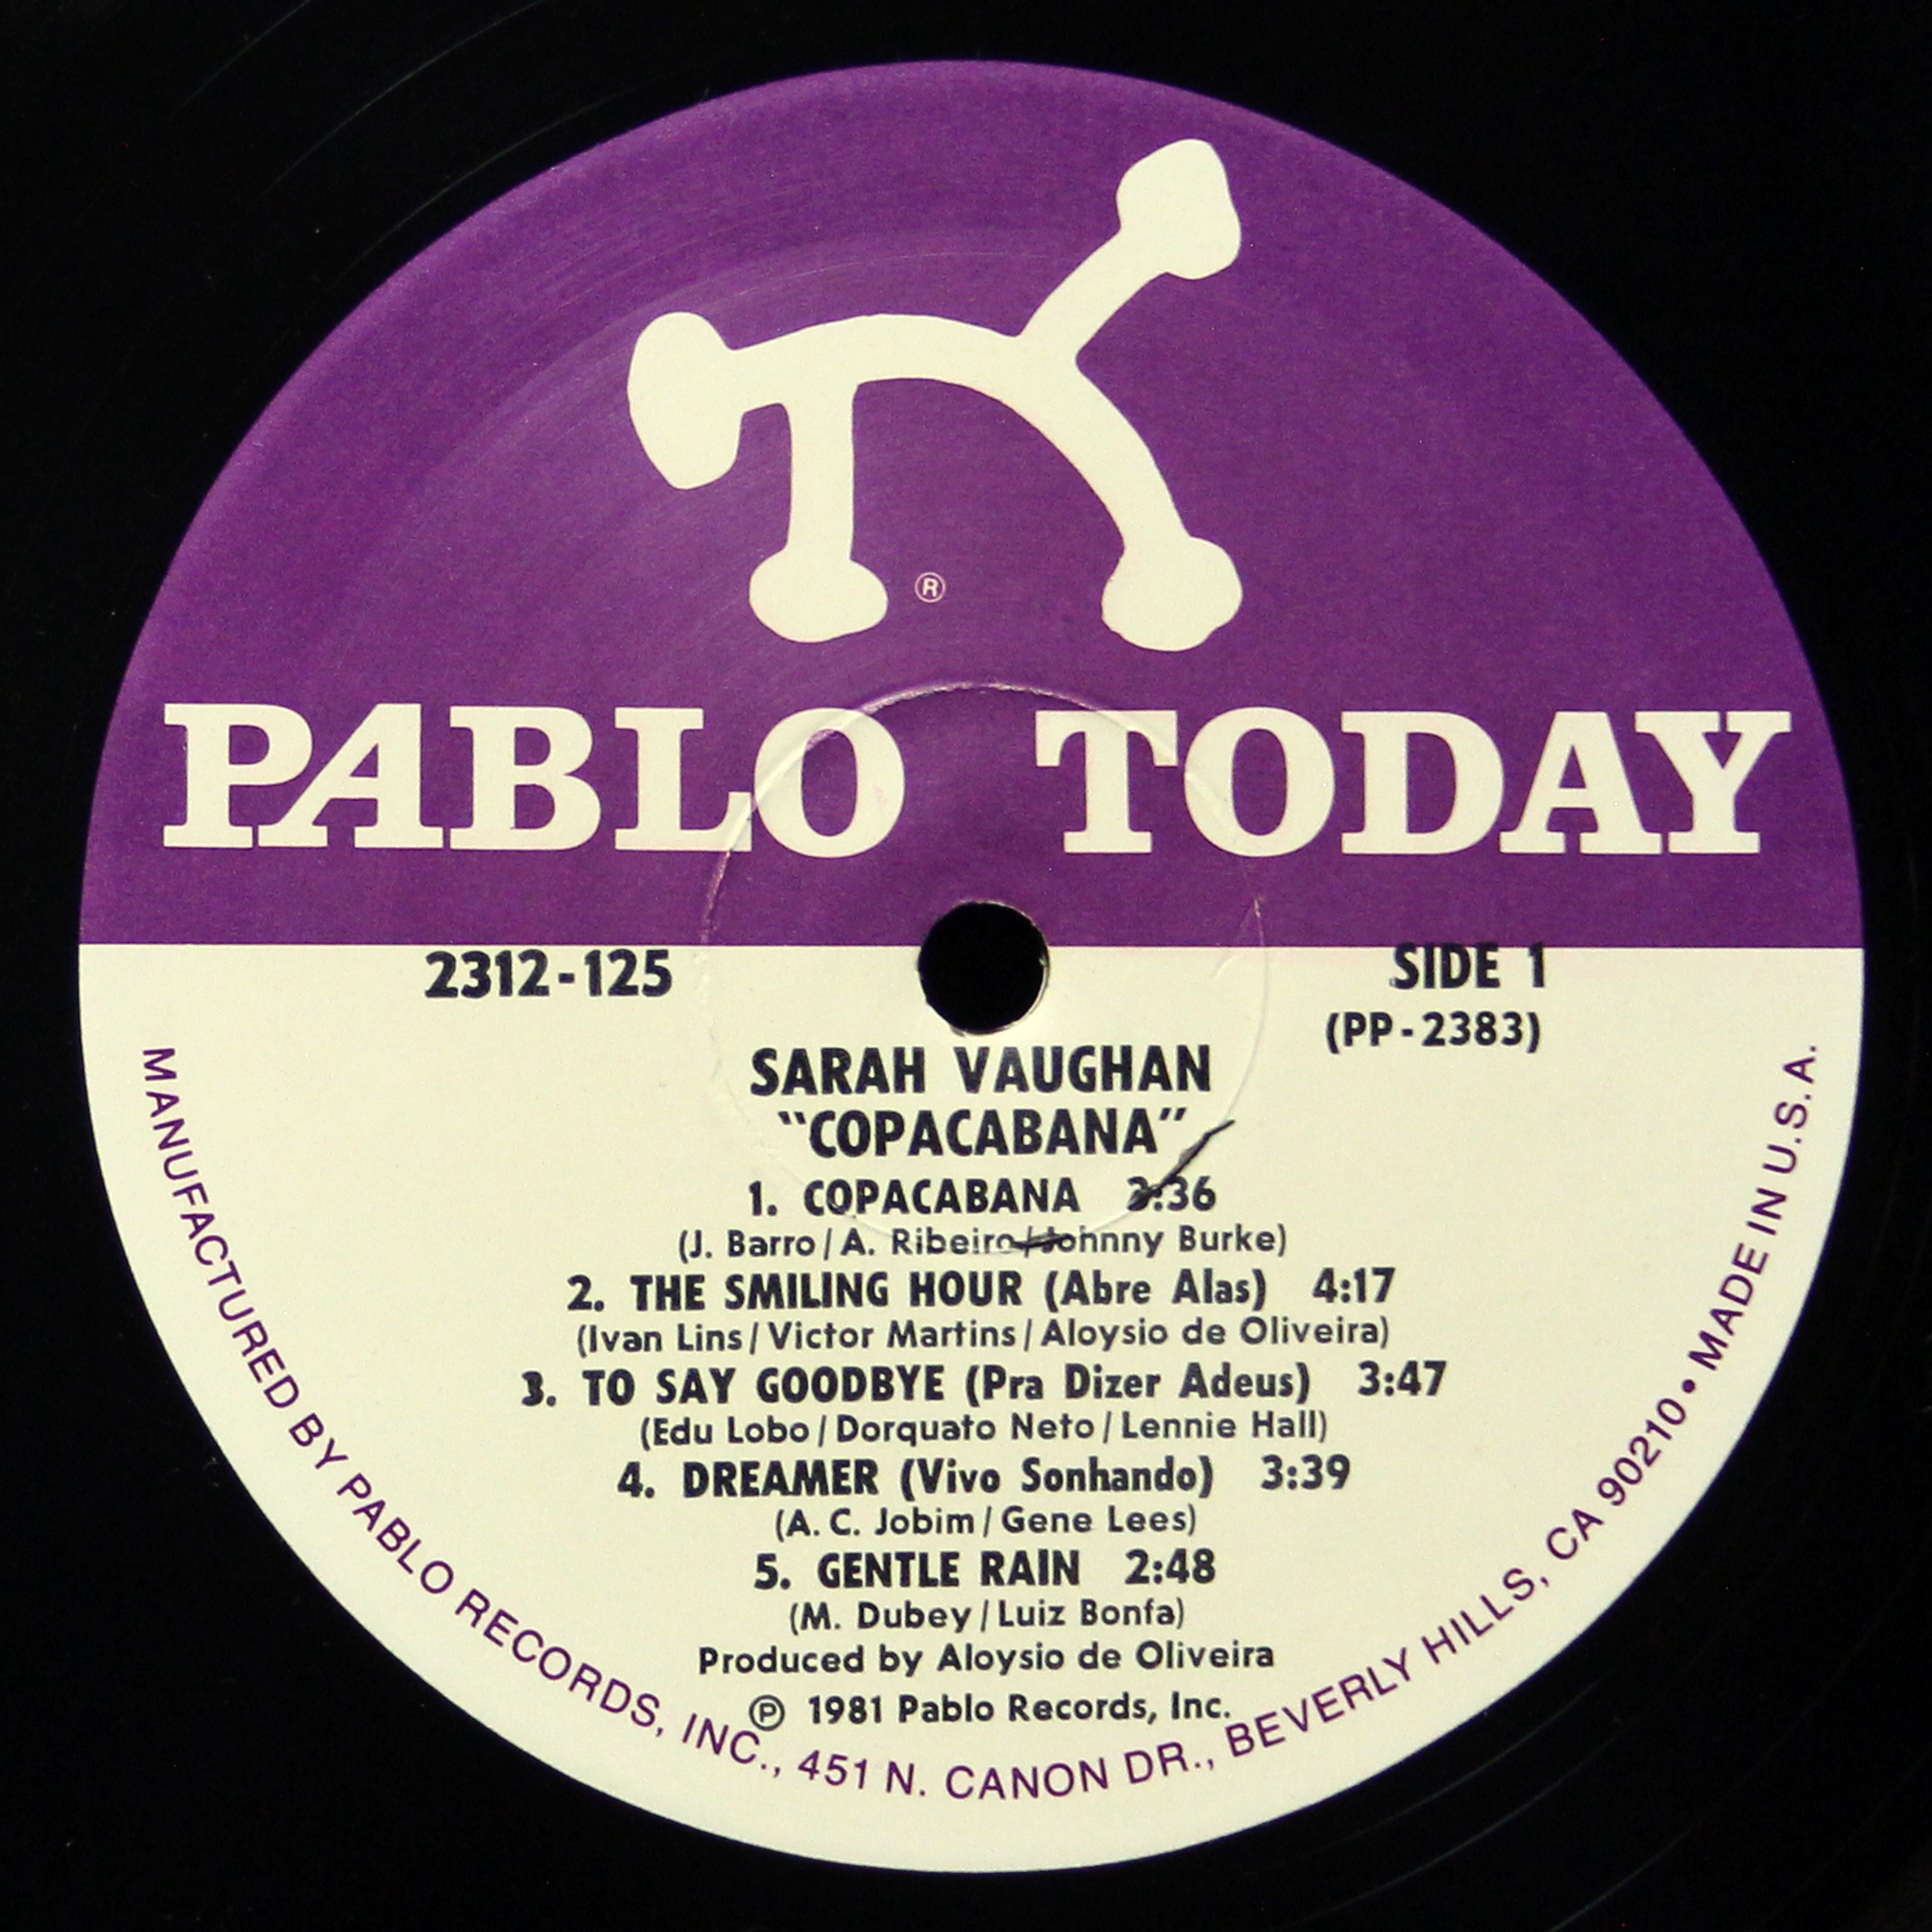 ®
PABLO TODAY
2312-125
SIDE 1
(PP-2383)
SARAH VAUGHAN
"COPACABANA"
1. COPACABANA 3:36
(J. Barro/A. Ribeiro/Johnny Burke)
2. THE SMILING HOUR (Abre Alas) 4:17
(Ivan Lins/Victor Martins/Aloysio de Oliveira)
3. TO SAY GOODBYE (Pra Dizer Adeus) 3:47
(Edu Lobo/Dorquato Neto/Lennie Hall)
4. DREAMER (Vivo Sonhando) 3:39
(A. C. Jobim/Gene Lees)
5. GENTLE RAIN 2:48
(M. Dubey/Luiz Bonfa)
Produced by Aloysio de Oliveira
℗ 1981 Pablo Records, Inc.
MANUFACTURED BY PABLO RECORDS, INC., 451 N. CANON DR., BEVERLY HILLS, CA 90210 • MADE IN U.S.A.